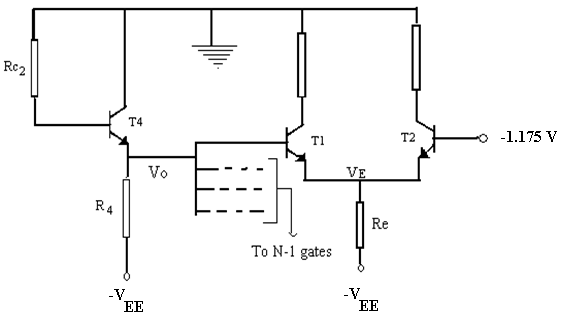 Rc2
T4
T1
T2
-1.175 V
Vo
VE
R4
Re
To N-1 gates
-VEE
-VEE